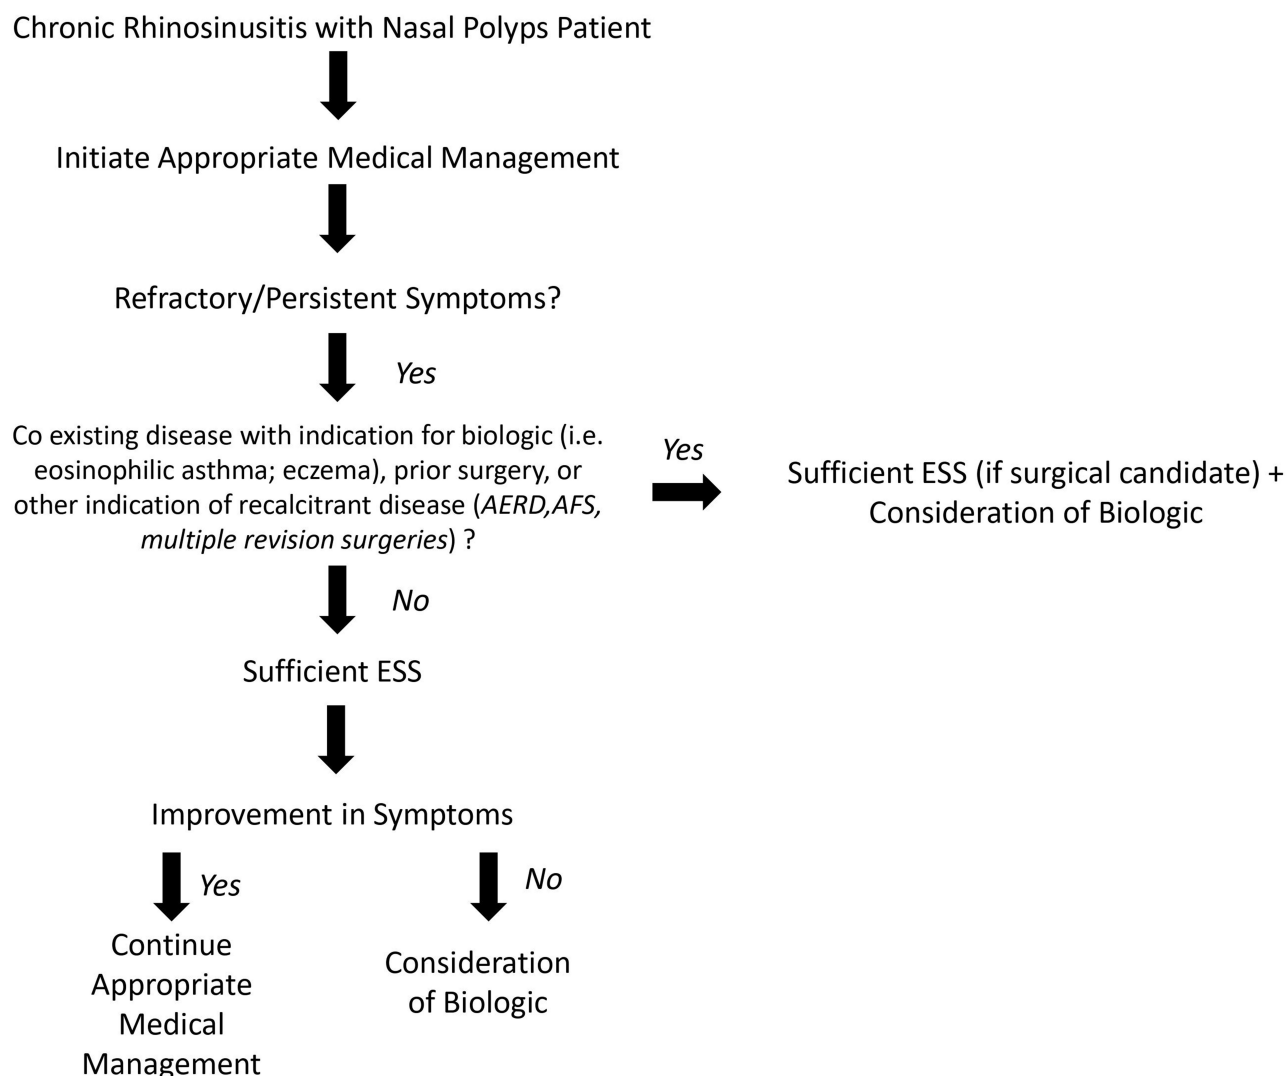 Chronic Rhinosinusitis with Nasal Polyps Patient
Initiate Appropriate Medical Management
Refractory/Persistent Symptoms?
Yes
Co existing disease with indication for biologic (i.e.
eosinophilic asthma; eczema), prior surgery, or
other indication of recalcitrant disease (AERD,AFS,
multiple revision surgeries) ?
Yes
Sufficient ESS (if surgical candidate) +
Consideration of Biologic
No
Sufficient ESS
Improvement in Symptoms
Yes
Continue
Appropriate
Medical
Management
No
Consideration
of Biologic